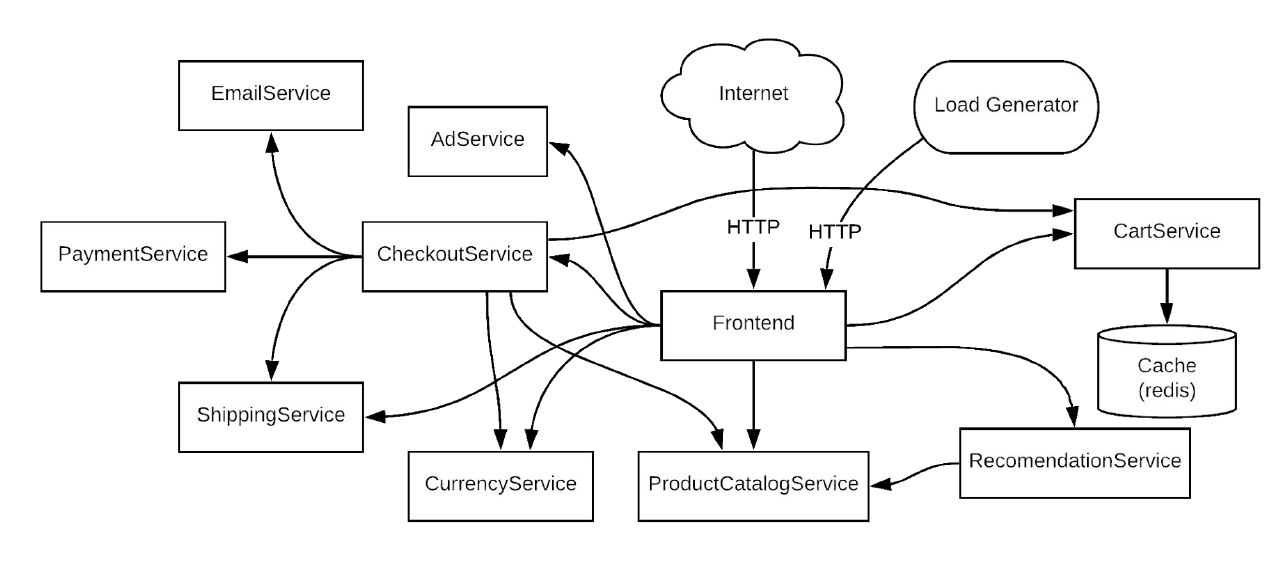 EmailService
Internet
Load Generator
AdService
HTTP
HTTP
CartService
PaymentService
CheckoutService
Frontend
Cache
(redis)
ShippingService
RecomendationService
CurrencyService
ProductCatalogService